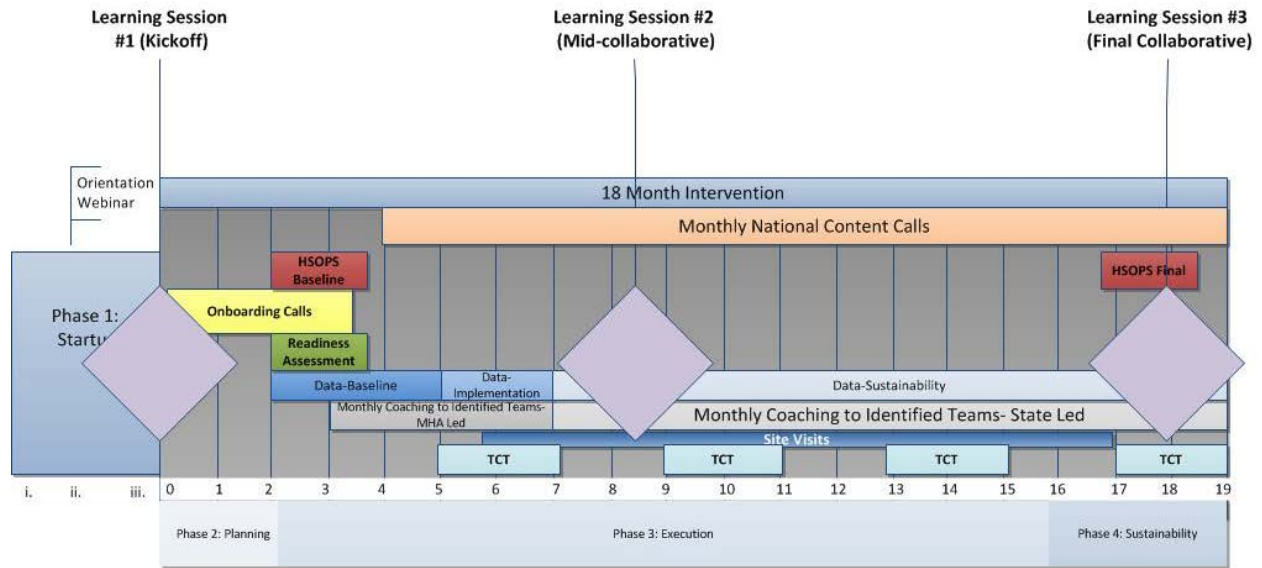 Learning Session
#1 (Kickoff)
Learning Session #2
(Mid-collaborative)
Learning Session #3
(Final Collaborative)
Orientation
Webinar
18 Month Intervention
Monthly National Content Calls
HSOPS
Baseline
HSOPS Final
Phase 1:
Startu
Onboarding Calls
Readiness
Assessment
Data-Baseline
Data-
Implementation
Data-Sustainability
Monthly Coaching to Identified Teams-
MHA Led
Monthly Coaching to Identified Teams- State Led
Site Visits
TCT
TCT
TCT
TCT
i. ii. iii. 0 1 2 3 4 5 6 7 8 9 10 11 12 13 14 15 17 18 19
Phase 2: Planning
Phase 3: Execution
Phase 4: Sustainability